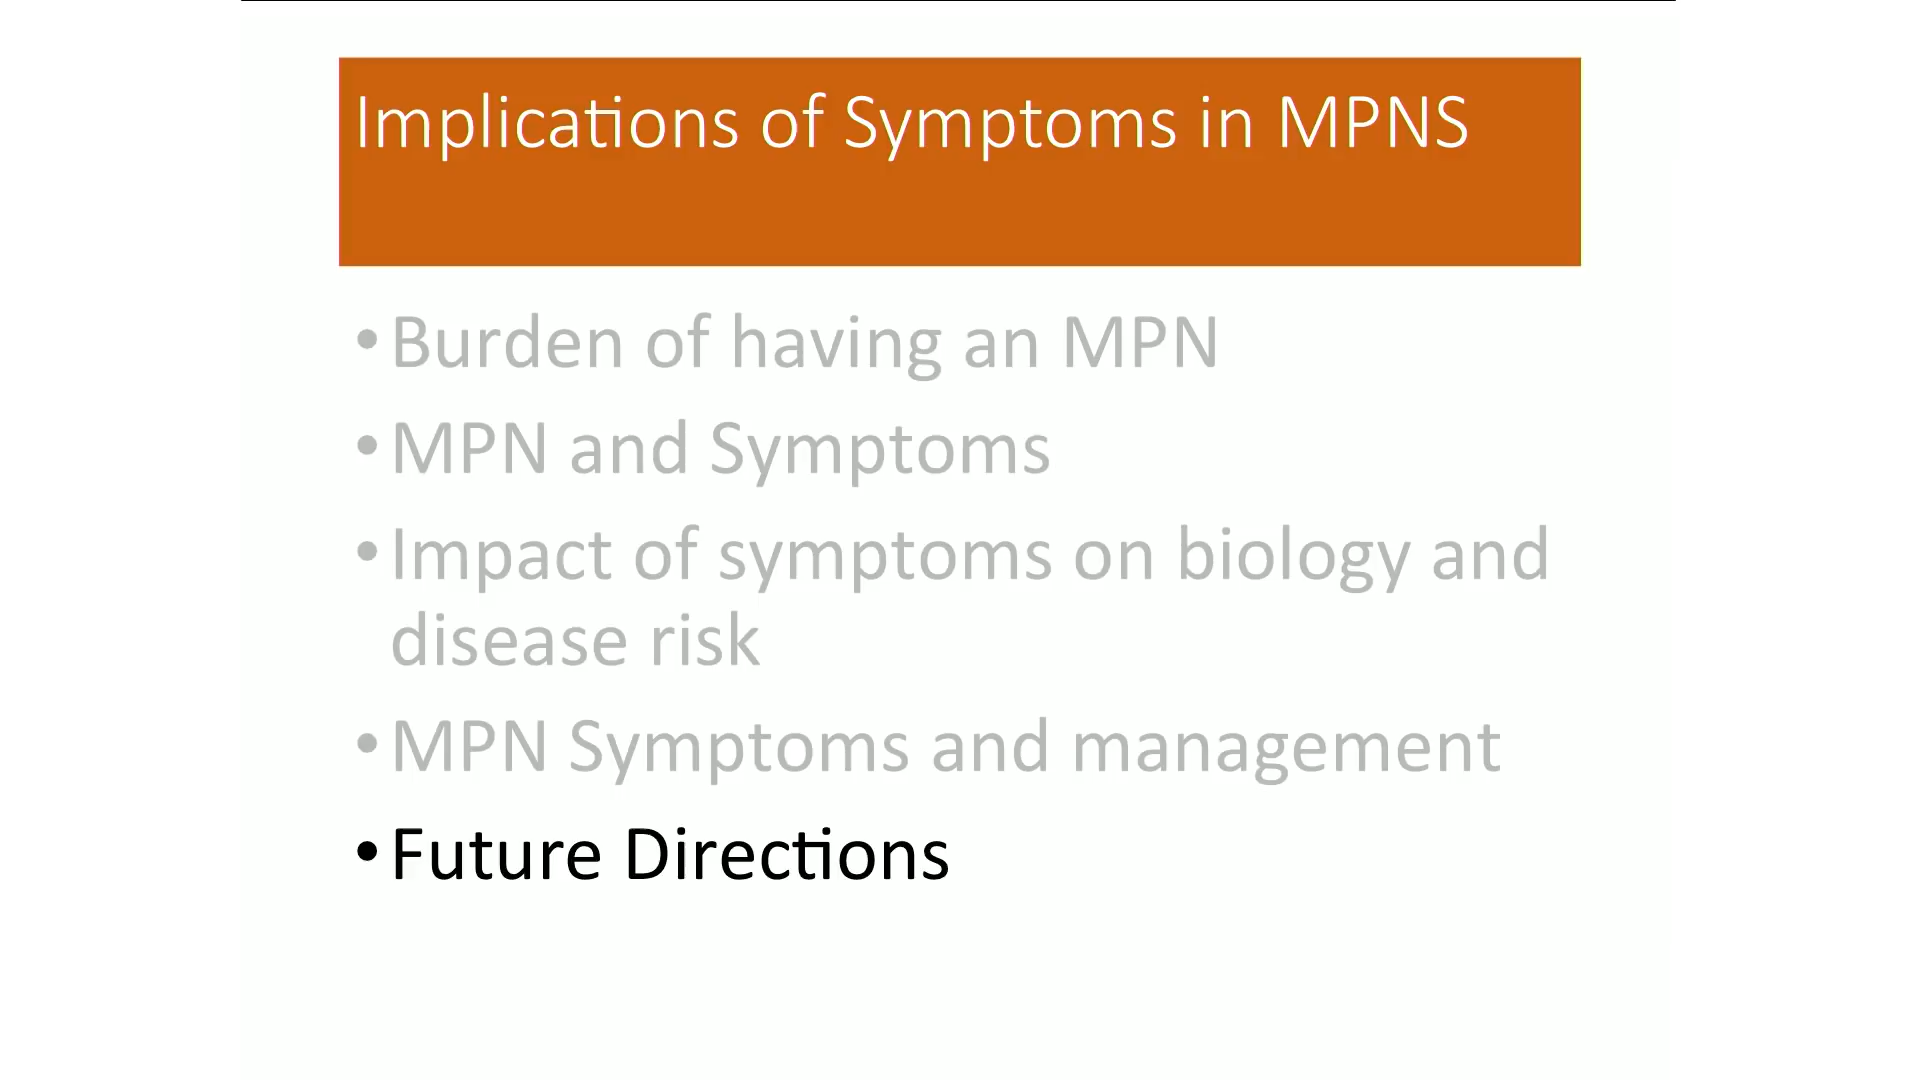 Implications of Symptoms in MPNS
•Burden of having an MPN
•MPN and Symptoms
•Impact of symptoms on biology and
disease risk
•MPN Symptoms and management
•Future Directions